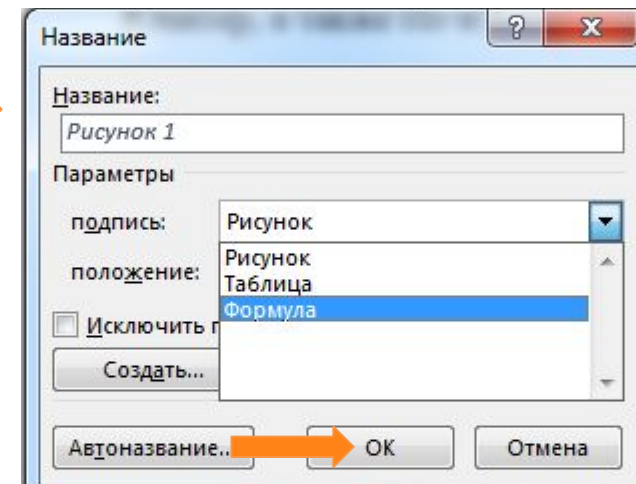 Название
Название:
Рисунок 1
Параметры
подпись: Рисунок
Рисунок
положение:
Таблица
Формула
Исключить
Создать...
Автоназвание..
ОК
Отмена